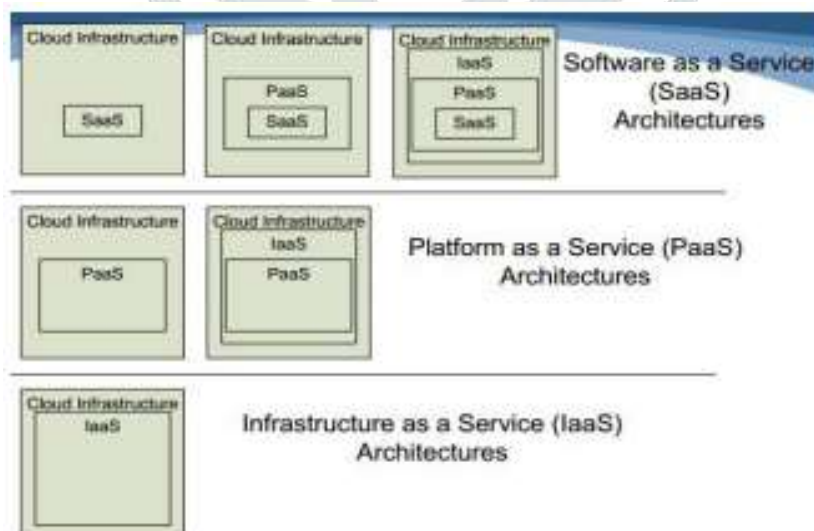 Cloud Infrastructure
SaaS
Cloud Infrastructure
PaaS
SaaS
Cloud Infrastructure
IaaS
PaaS
SaaS
Software as a Service
(SaaS)
Architectures
Cloud Infrastructure
PaaS
Cloud Infrastructure
IaaS
PaaS
Platform as a Service (PaaS)
Architectures
Cloud Infrastructure
IaaS
Infrastructure as a Service (IaaS)
Architectures